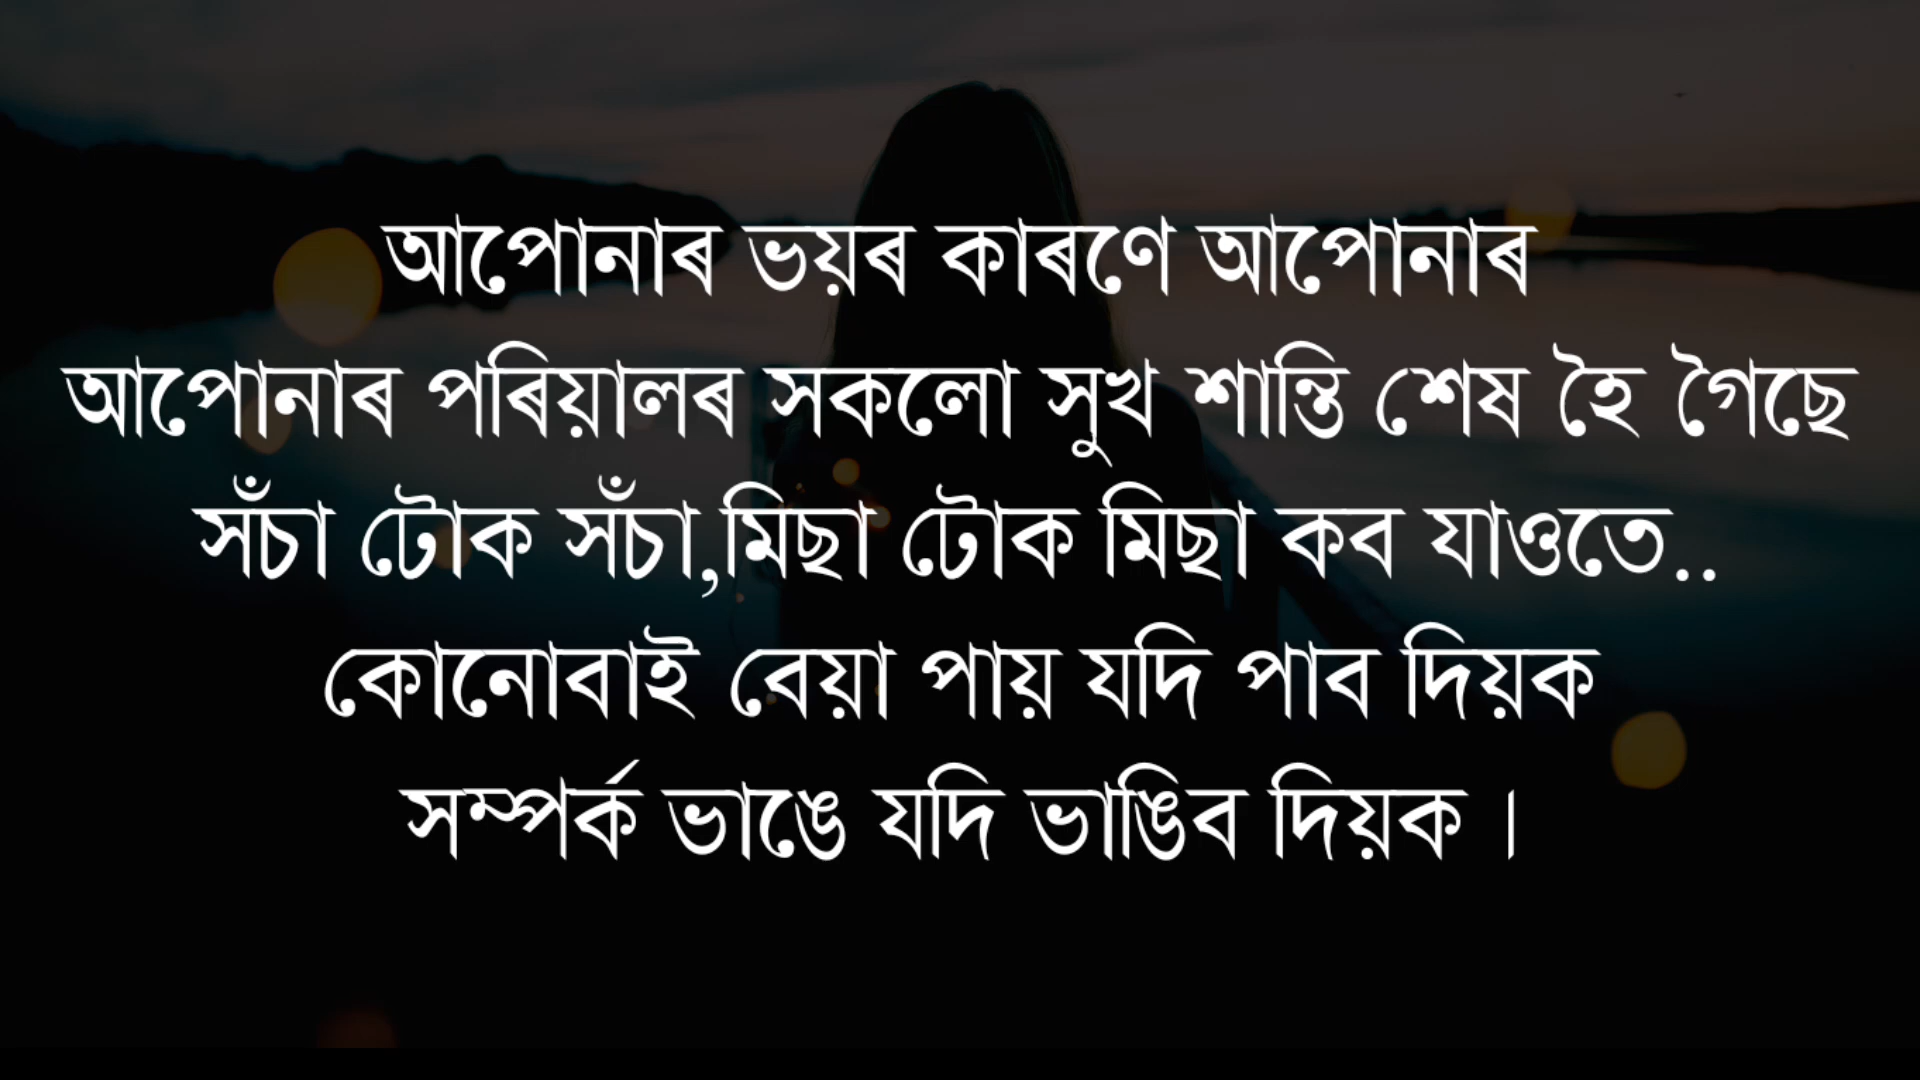 আপোনাৰ ভয়ৰ কাৰণে আপোনাৰ
আপোনাৰ পৰিয়ালৰ সকলো সুখ শান্তি শেষ হৈ গৈছে
সঁচা টোক সঁচা,মিছা টোক মিছা কব যাওতে..
কোনোবাই বেয়া পায় যদি পাব দিয়ক
সম্পৰ্ক ভাঙে যদি ভাঙিব দিয়ক ।